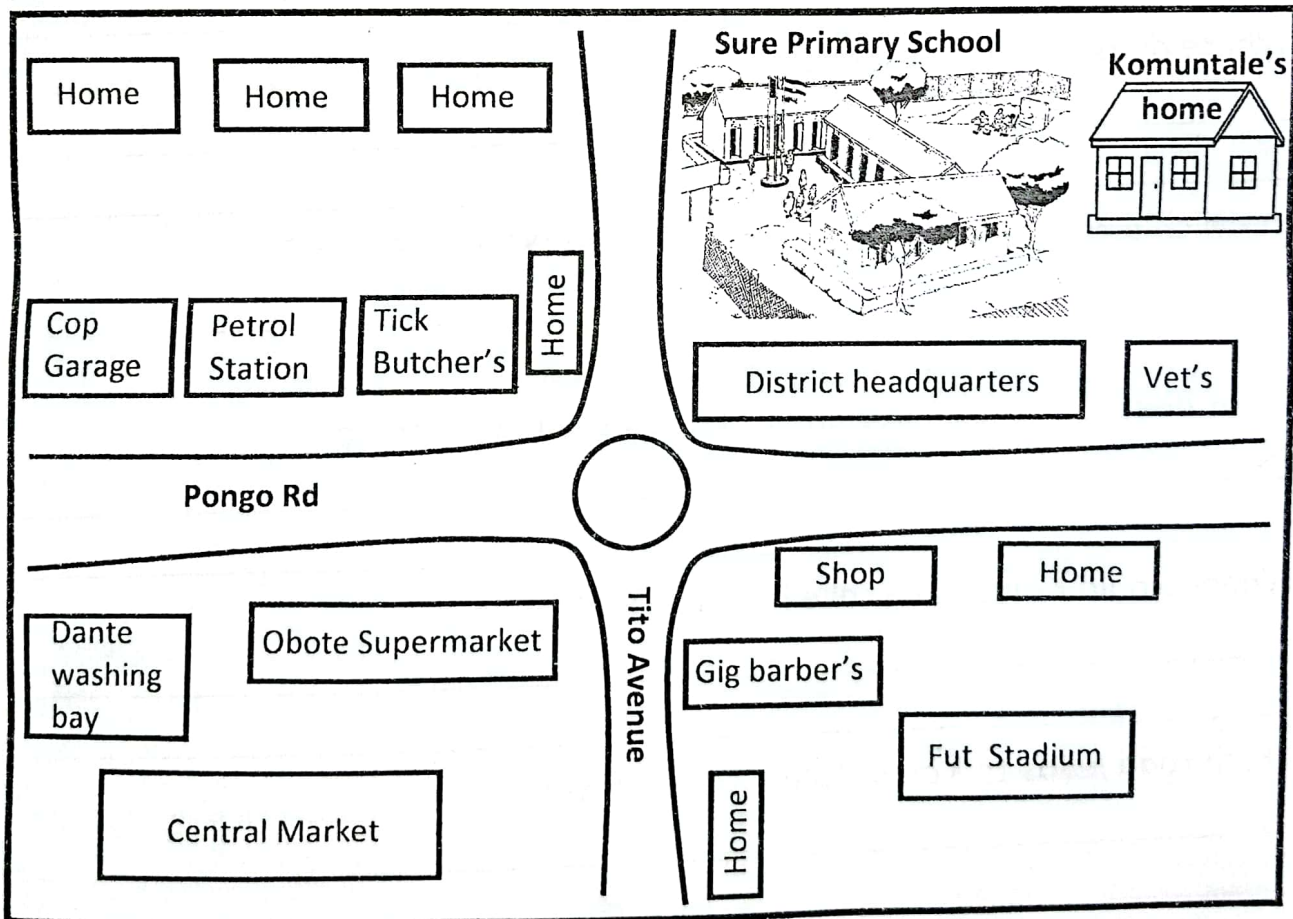 Sure Primary School
Komuntale's
home
Home
Home
Home
Home
Cop
Garage
Petrol
Station
Tick
Butcher's
District headquarters
Vet's
Pongo Rd
Tito Avenue
Shop
Home
Dante
washing
bay
Obote Supermarket
Gig barber's
Fut Stadium
Central Market
Home